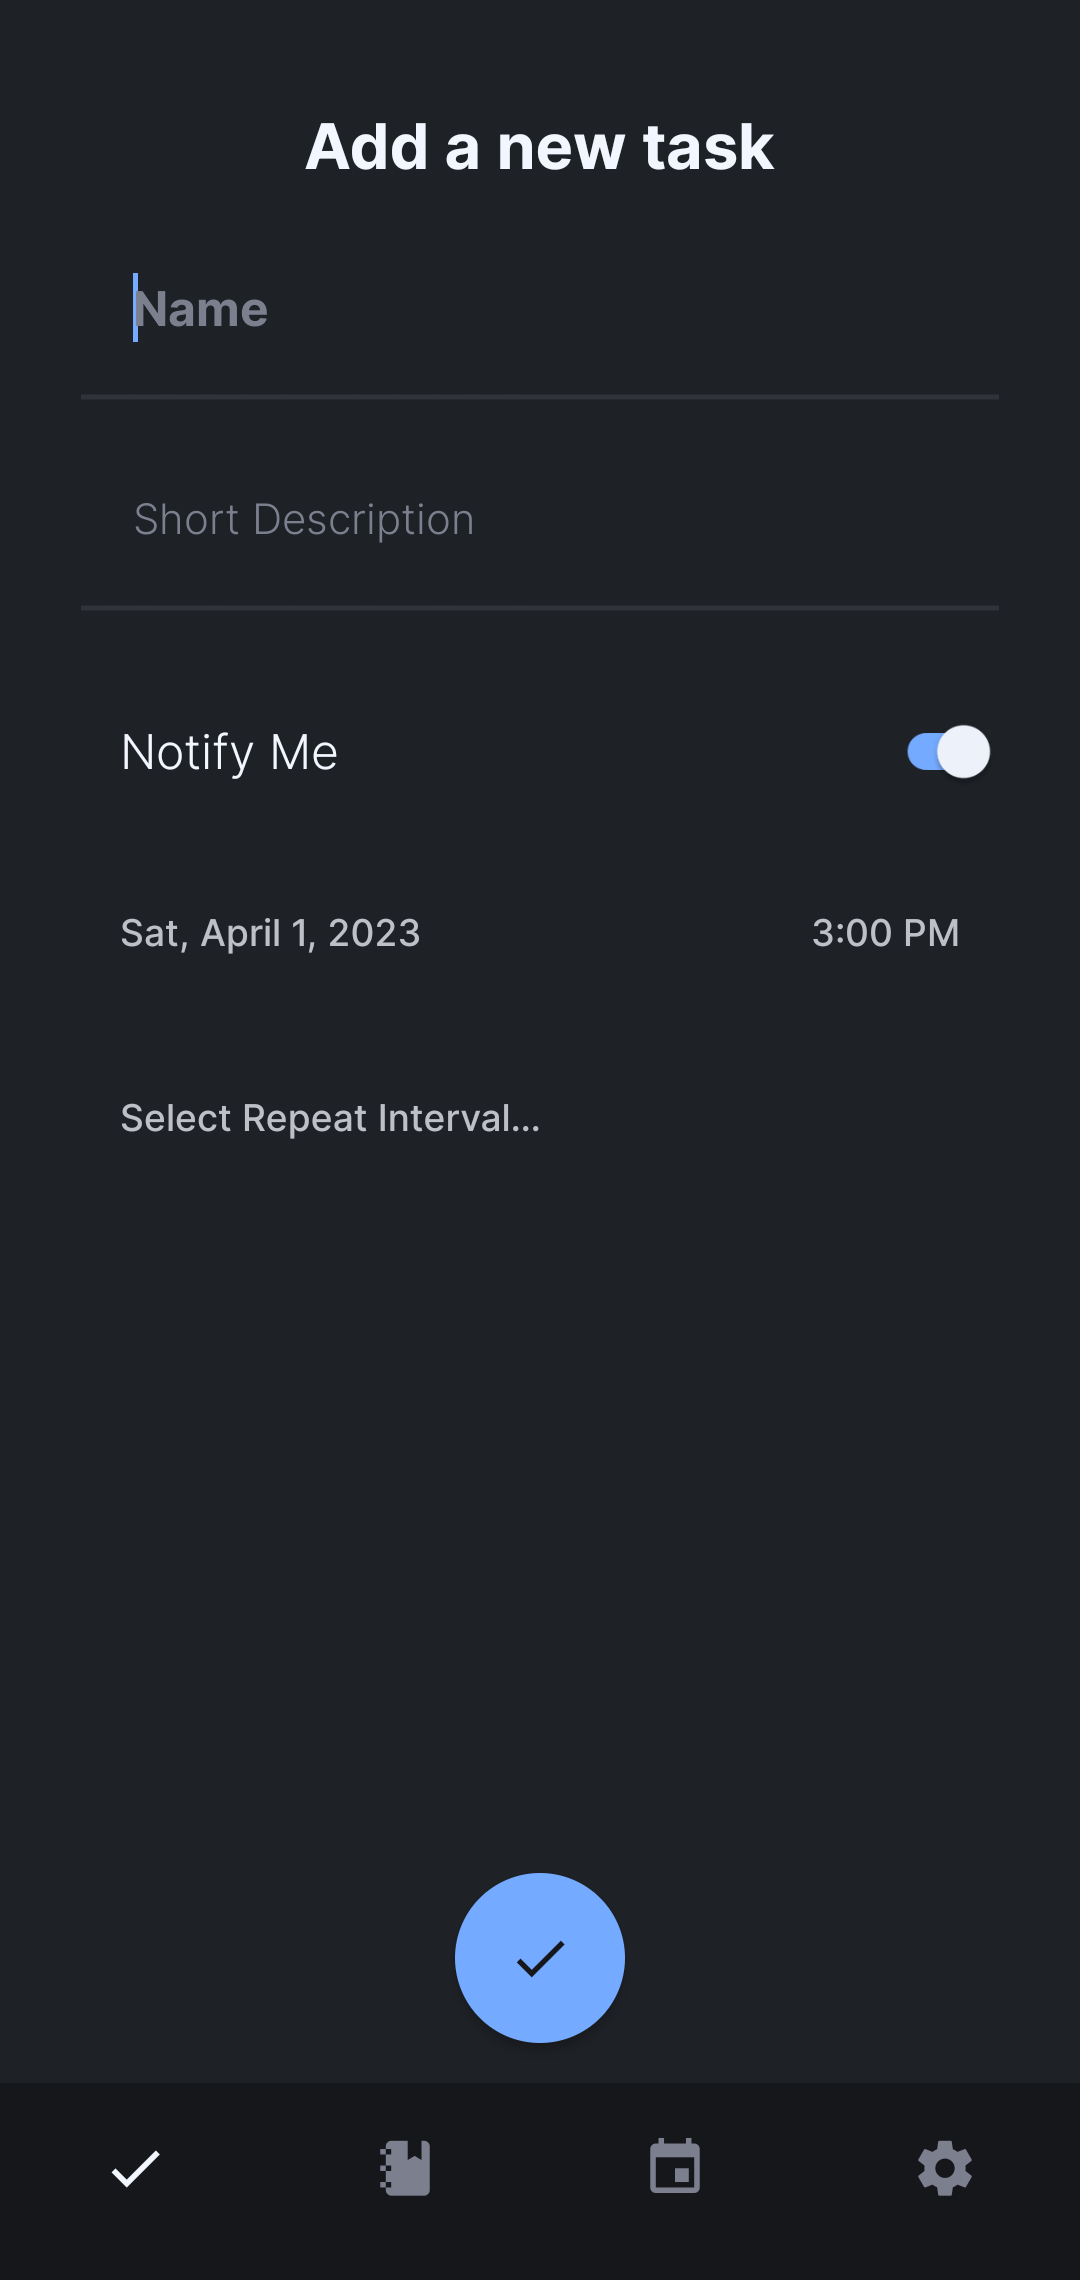 Add a new task
Name
Short Description
Notify Me
Sat, April 1, 2023 3:00 PM
Select Repeat Interval...